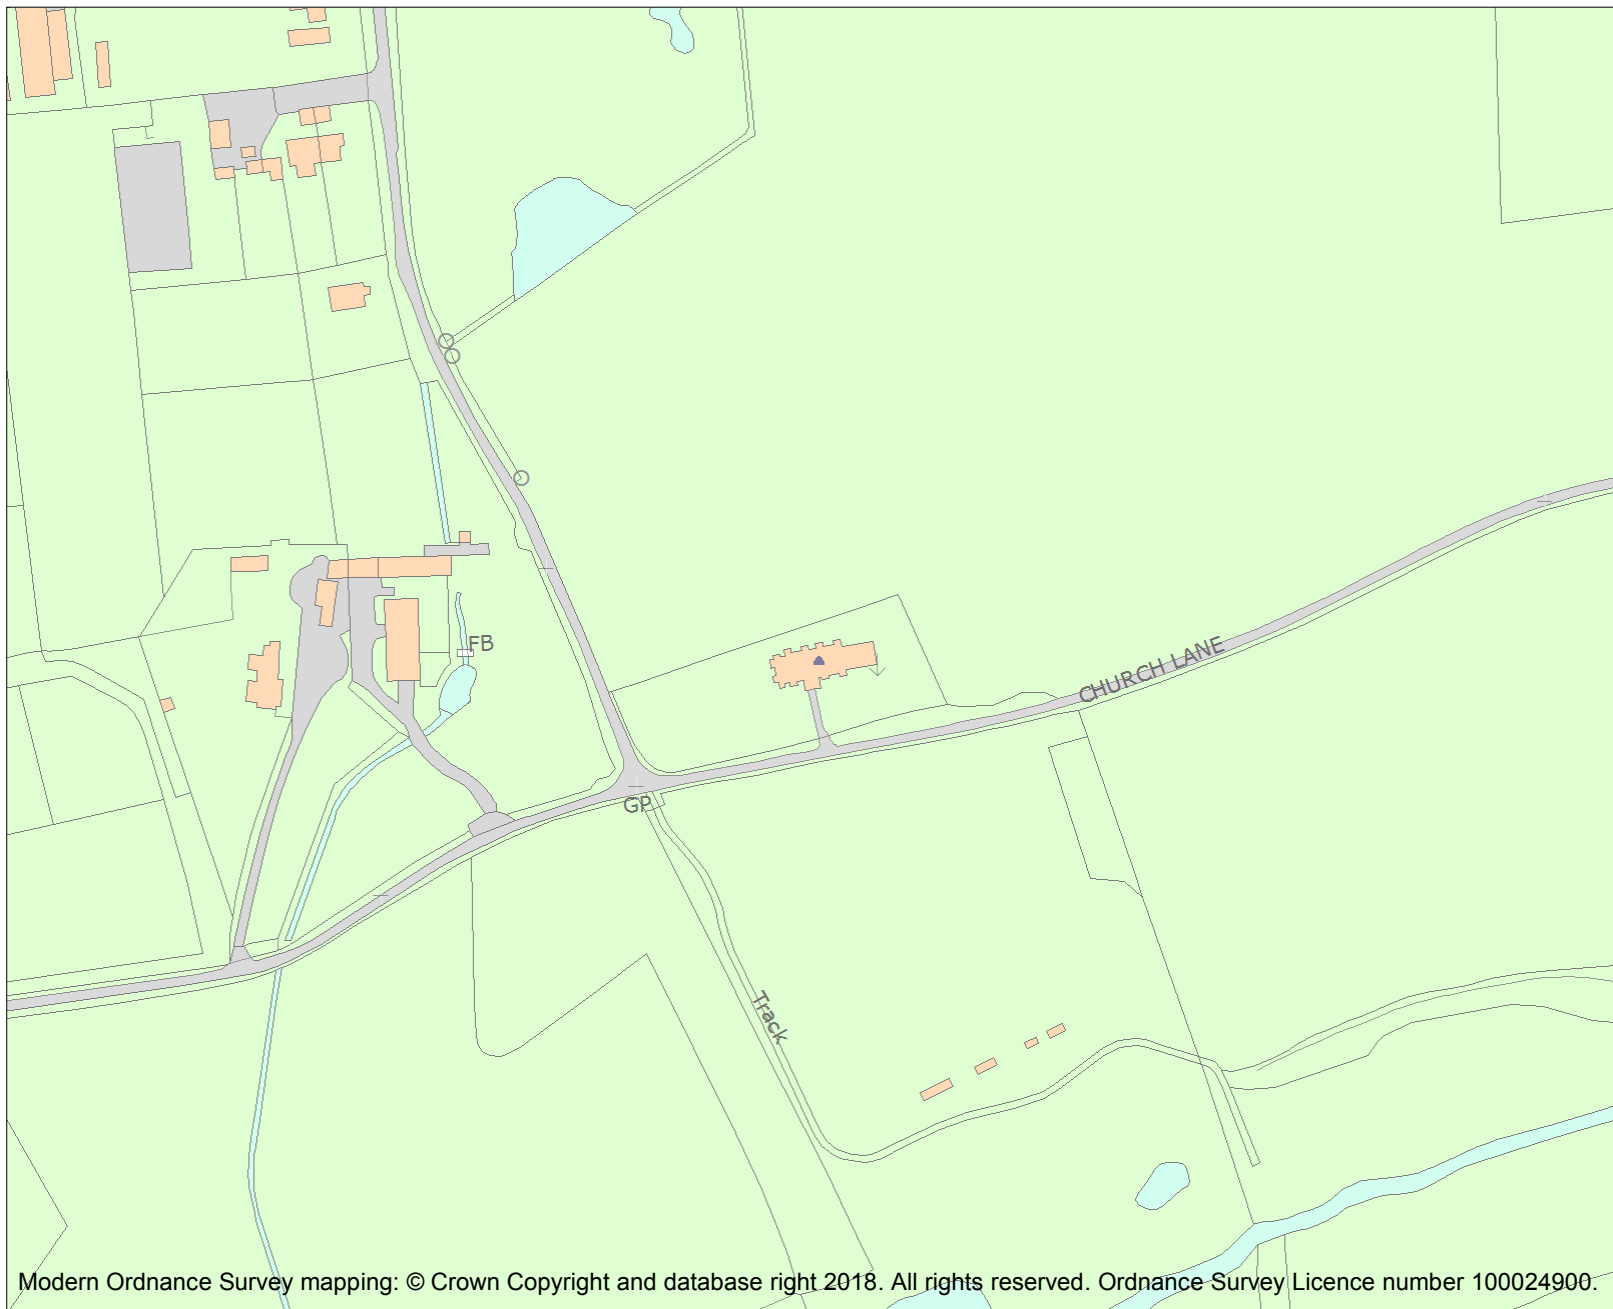 FB
CHURCH LANE
GP
Track
Modern Ordnance Survey mapping: © Crown Copyright and database right 2018. All rights reserved. Ordnance Survey Licence number 100024900.